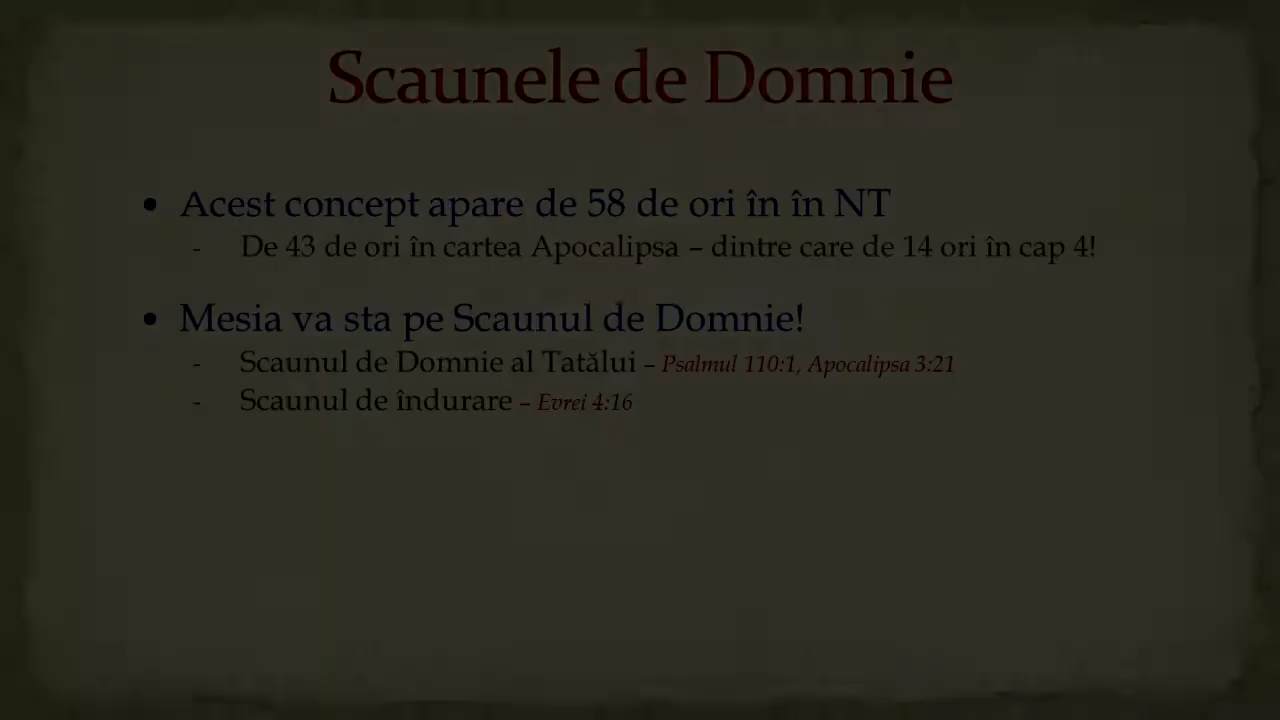 Scaunele de Domnie
• Acest concept apare de 58 de ori în în NT
- De 43 de ori în cartea Apocalipsa – dintre care de 14 ori în cap 4!
• Mesia va sta pe Scaunul de Domnie!
- Scaunul de Domnie al Tatălui – Psalmul 110:1, Apocalipsa 3:21
- Scaunul de îndurare – Evrei 4:16